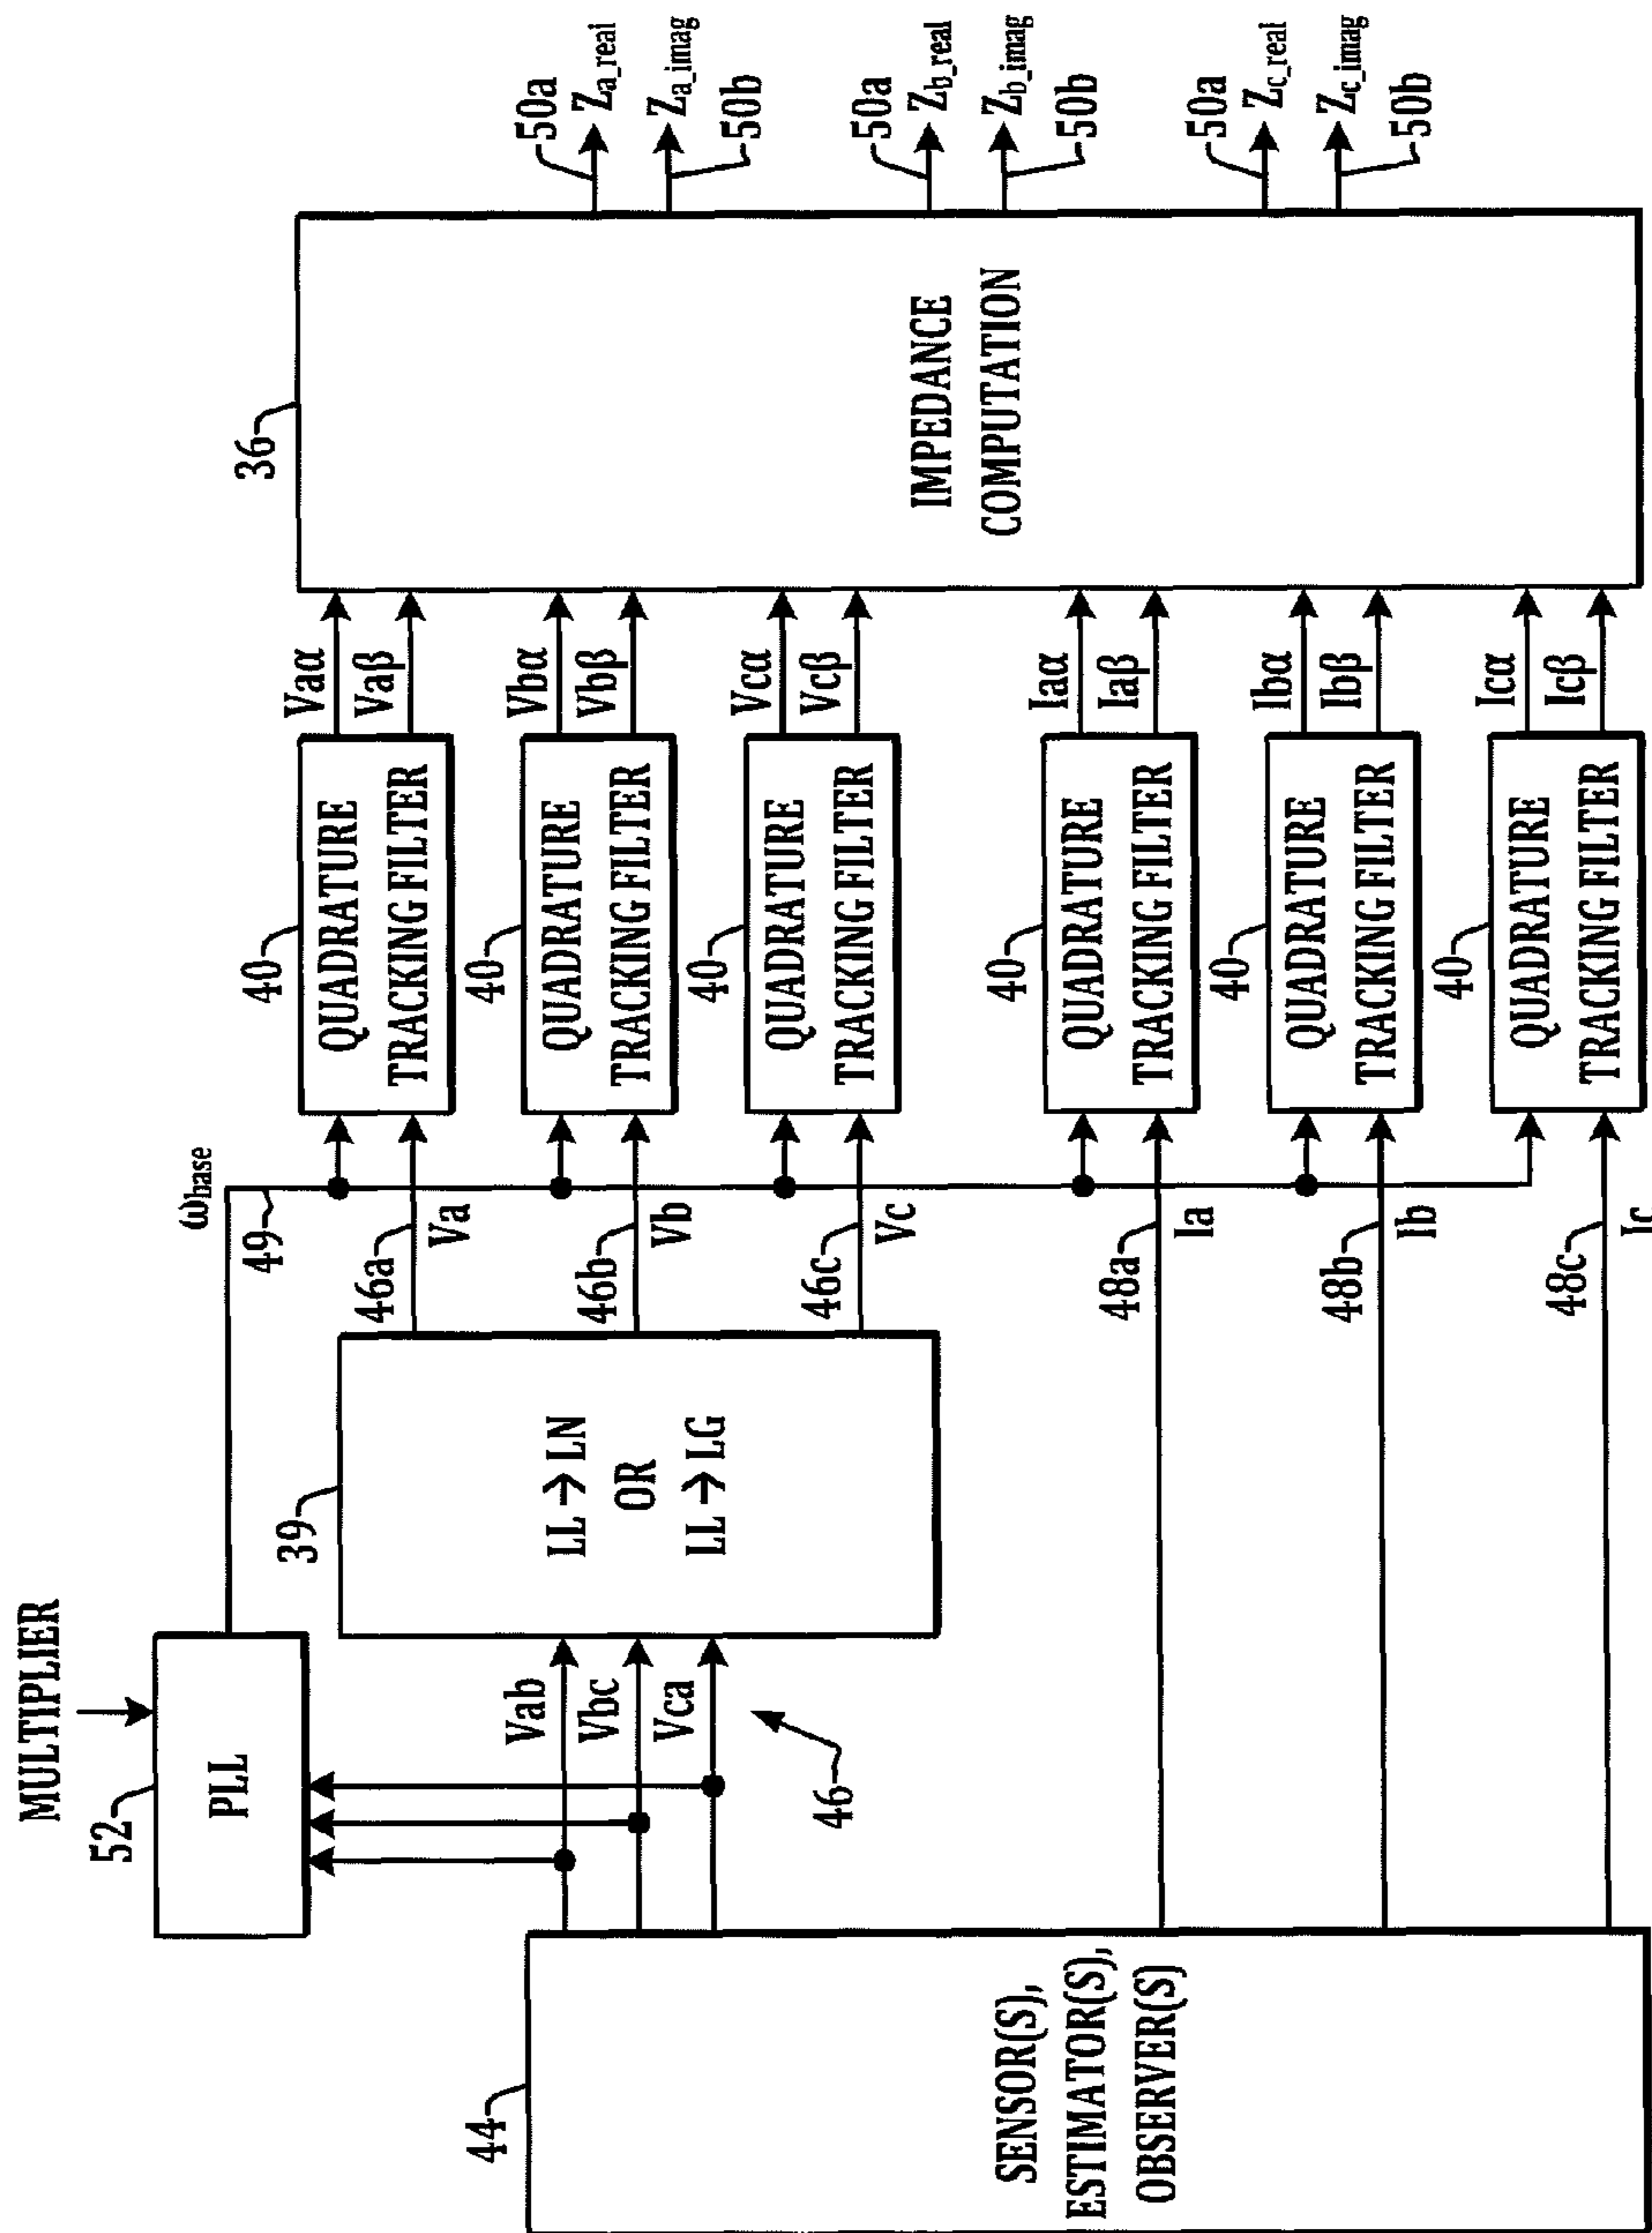 MULTIPLIER
52
PLL
ωbase
49
44
SENSOR(S),
ESTIMATOR(S),
OBSERVER(S)
Vab
Vbc
Vca
46
39
LL → LN
OR
LL → LG
46a
Va
46b
Vb
46c
Vc
48a
Ia
48b
Ib
48c
Ic
40
QUADRATURE
TRACKING FILTER
40
QUADRATURE
TRACKING FILTER
40
QUADRATURE
TRACKING FILTER
40
QUADRATURE
TRACKING FILTER
40
QUADRATURE
TRACKING FILTER
40
QUADRATURE
TRACKING FILTER
Vaα
Vaβ
Vbα
Vbβ
Vcα
Vcβ
Iaα
Iaβ
Ibα
Ibβ
Icα
Icβ
36
IMPEDANCE
COMPUTATION
50a
Za_real
Za_imag
50b
50a
Zb_real
Zb_imag
50b
50a
Zc_real
Zc_imag
50b